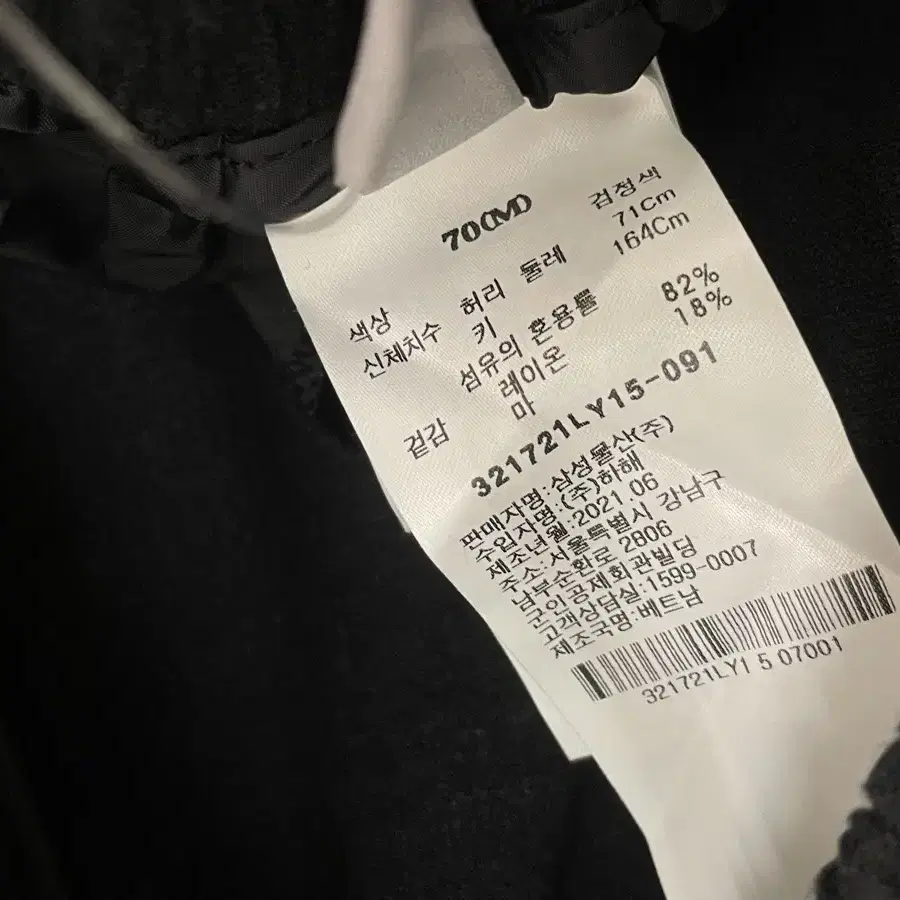 70(M)
색상 검정색
신체치수 허리 둘레 71Cm
키 164Cm
섬유의 혼용률
겉감 레이온 82%
마 18%
321721LY15-091
판매자명:삼성물산(주)
수입자명:(주)하해
제조년월:2021.06
주소:서울특별시 강남구
남부순환로 2806
군인공제회관빌딩
고객상담실:1599-0007
제조국명:베트남
321721LY1 5 07001